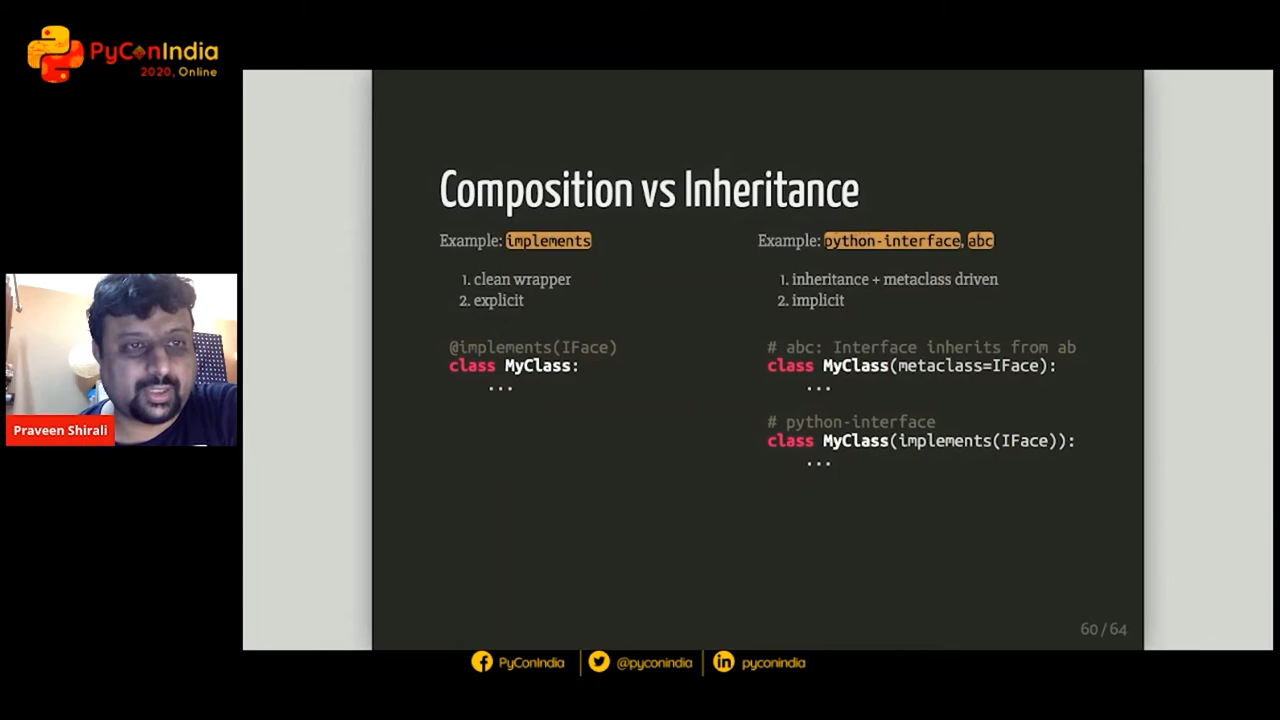 PyConIndia
2020, Online
Composition vs Inheritance
Example: implements
1. clean wrapper
2. explicit
@implements(IFace)
class MyClass:
...
Example: python-interface, abc
1. inheritance + metaclass driven
2. implicit
# abc: Interface inherits from ab
class MyClass(metaclass=IFace):
...
# python-interface
class MyClass(implements(IFace)):
...
Praveen Shirali
60 / 64
PyConIndia
@pyconindia
pyconindia